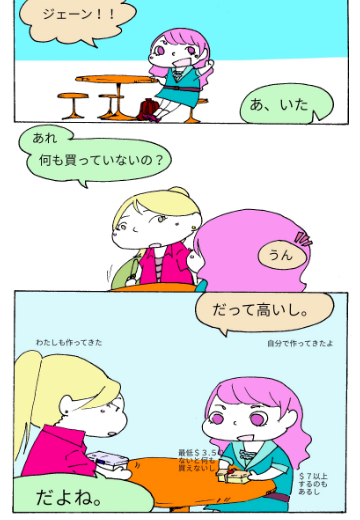 ジェーン！！
あ、いた
あれ
何も買っていないの？
うん
だって高いし。
わたしも作ってきた
自分で作ってきたよ
最低＄３.５０
ないと何も
買えないし
＄７以上
するのも
あるし
だよね。